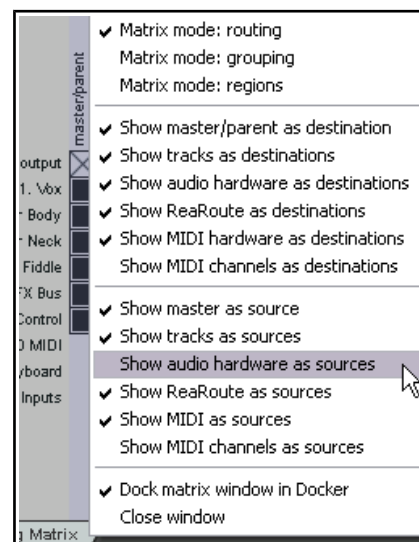 master/parent
output
1. Vox
Body
Neck
Fiddle
FX Bus
Control
MIDI
Inputs
Matrix
✔ Matrix mode: routing
Matrix mode: grouping
Matrix mode: regions
✔ Show master/parent as destination
✔ Show tracks as destinations
✔ Show audio hardware as destinations
✔ Show ReaRoute as destinations
✔ Show MIDI hardware as destinations
Show MIDI channels as destinations
✔ Show master as source
✔ Show tracks as sources
Show audio hardware as sources
✔ Show ReaRoute as sources
✔ Show MIDI as sources
Show MIDI channels as sources
✔ Dock matrix window in Docker
Close window